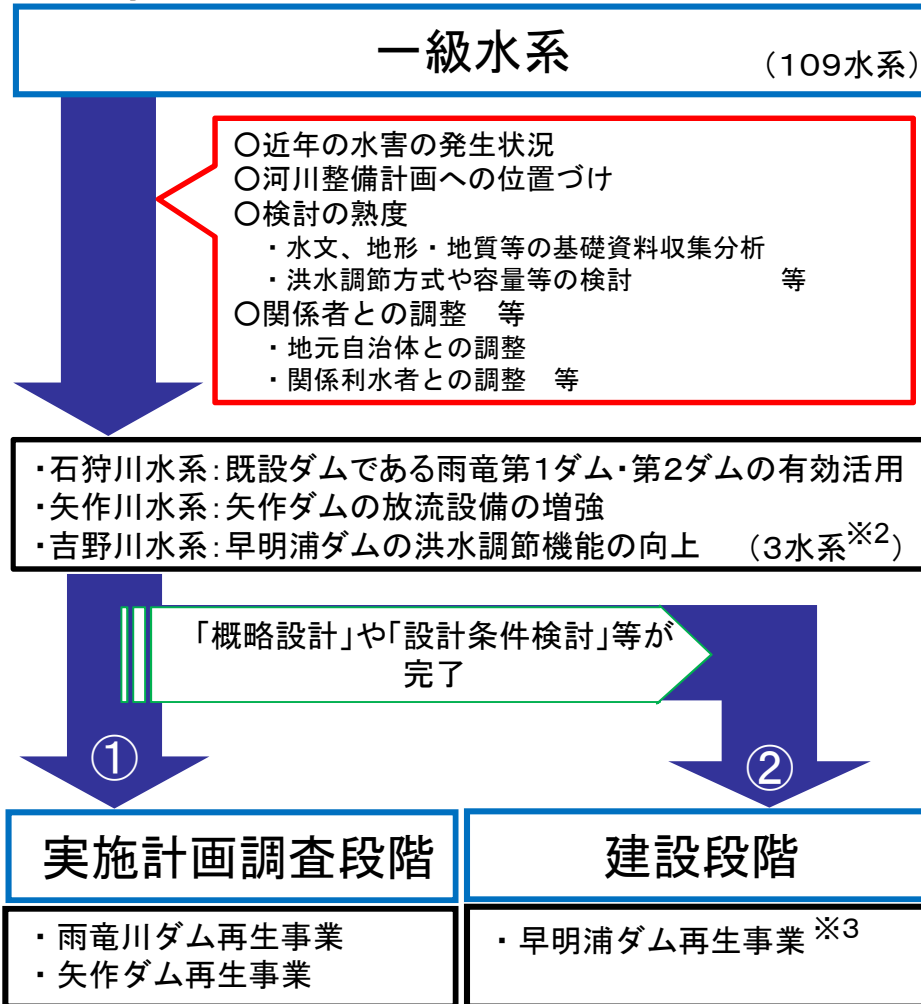 一級水系 (109水系)
○近年の水害の発生状況
○河川整備計画への位置づけ
○検討の熟度
・水文、地形・地質等の基礎資料収集分析
・洪水調節方式や容量等の検討 等
○関係者との調整 等
・地元自治体との調整
・関係利水者との調整 等
・石狩川水系:既設ダムである雨竜第1ダム・第2ダムの有効活用
・矢作川水系:矢作ダムの放流設備の増強
・吉野川水系:早明浦ダムの洪水調節機能の向上 (3水系※2)
「概略設計」や「設計条件検討」等が
完了
① ②
実施計画調査段階
・雨竜川ダム再生事業
・矢作ダム再生事業
建設段階
・早明浦ダム再生事業※3